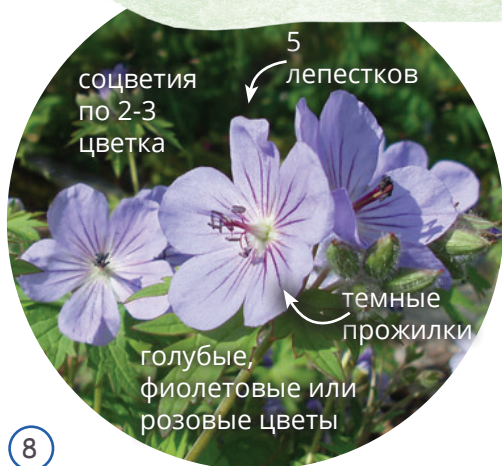 5
лепестков
соцветия
по 2-3
цветка
темные
прожилки
голубые,
фиолетовые или
розовые цветы
8